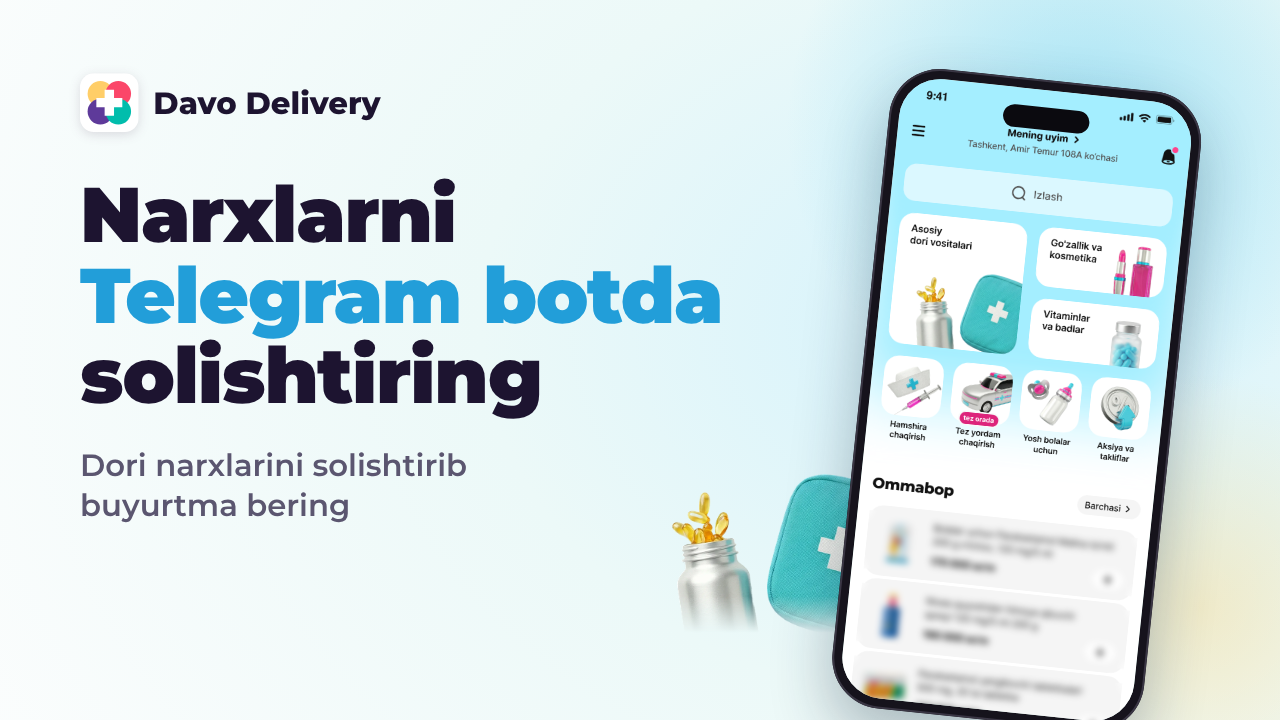 Davo Delivery
Narxlarni
Telegram botda
solishtiring
Dori narxlarini solishtirib
buyurtma bering
9:41
Mening uyim
Tashkent, Amir Temur 108A ko'chasi
Izlash
Asosiy
dori vositalari
Go'zallik va
kosmetika
Vitaminlar
va badlar
Hamshira
chaqirish
tez orada
Tez yordam
chaqirish
Yosh bolalar
uchun
Aksiya va
takliflar
Ommabop
Barchasi